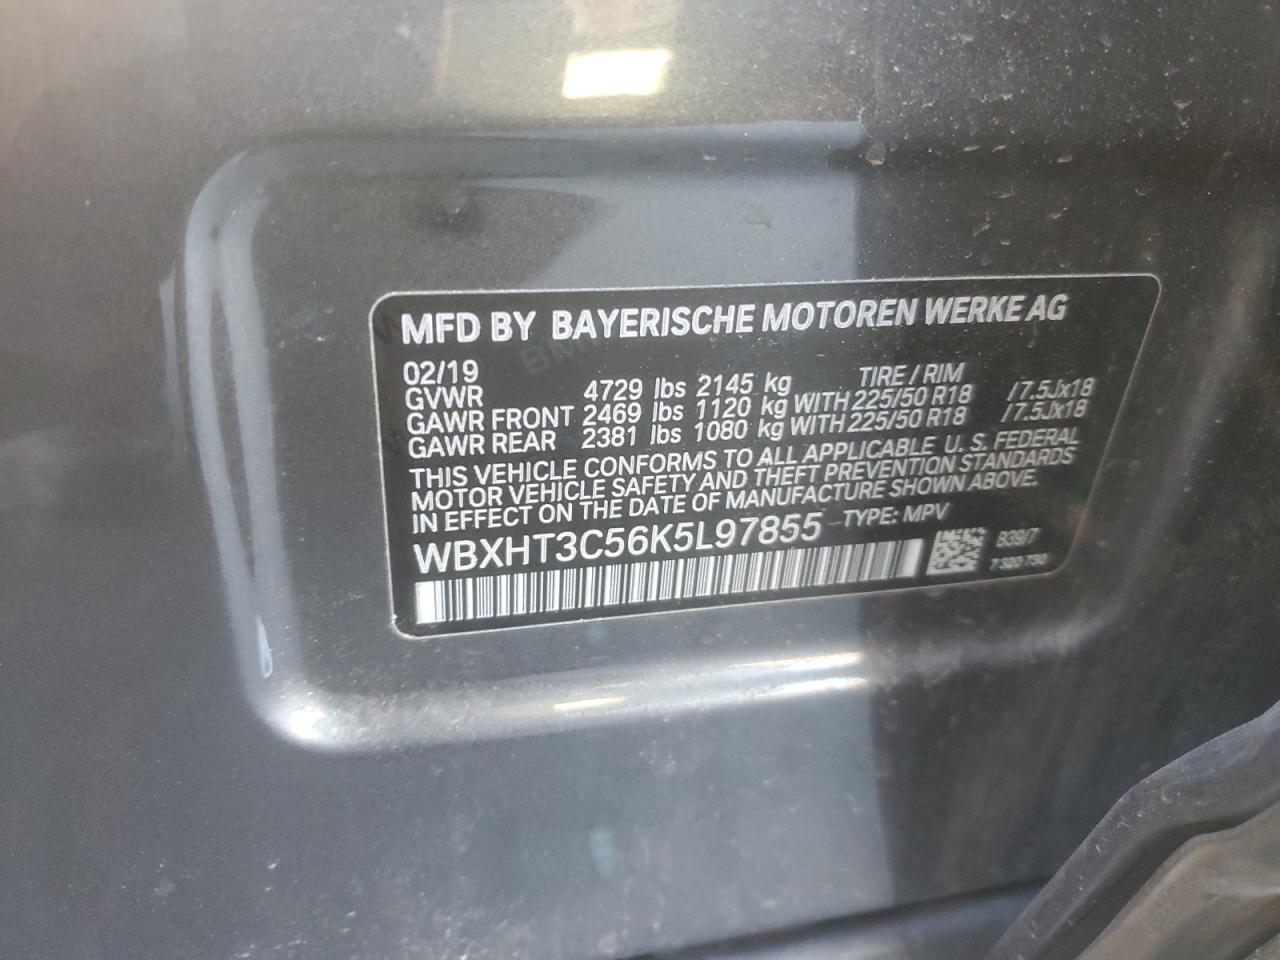 MFD BY BAYERISCHE MOTOREN WERKE AG
02/19 TIRE / RIM
GVWR 4729 lbs 2145 kg
GAWR FRONT 2469 lbs 1120 kg WITH 225/50 R18 /7.5Jx18
GAWR REAR 2381 lbs 1080 kg WITH 225/50 R18 /7.5Jx18
THIS VEHICLE CONFORMS TO ALL APPLICABLE U. S. FEDERAL
MOTOR VEHICLE SAFETY AND THEFT PREVENTION STANDARDS
IN EFFECT ON THE DATE OF MANUFACTURE SHOWN ABOVE.
WBXHT3C56K5L97855 TYPE: MPV